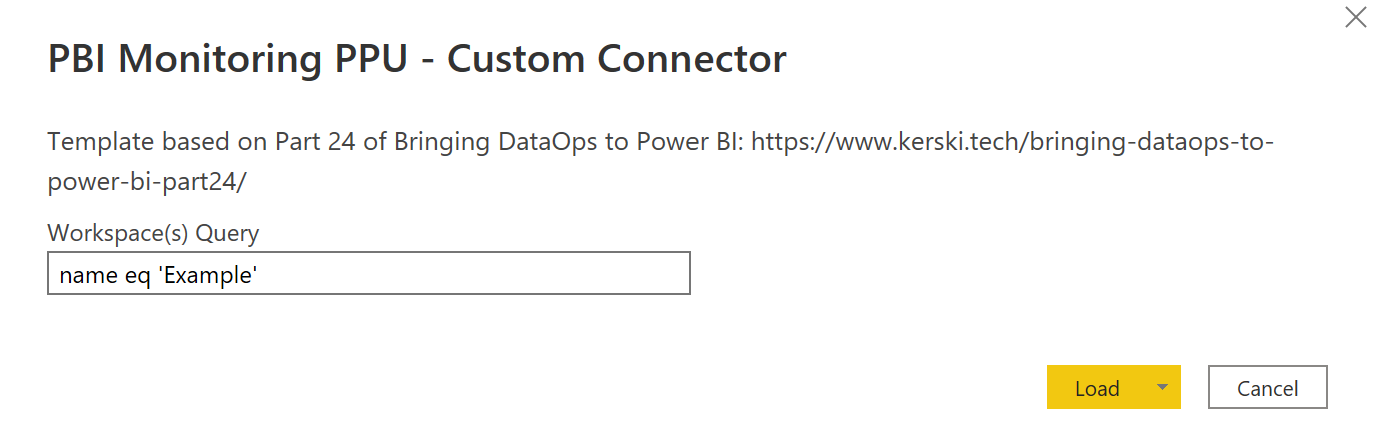 PBI Monitoring PPU - Custom Connector
Template based on Part 24 of Bringing DataOps to Power BI: https://www.kerski.tech/bringing-dataops-to-
power-bi-part24/
Workspace(s) Query
name eq 'Example'
Load
Cancel